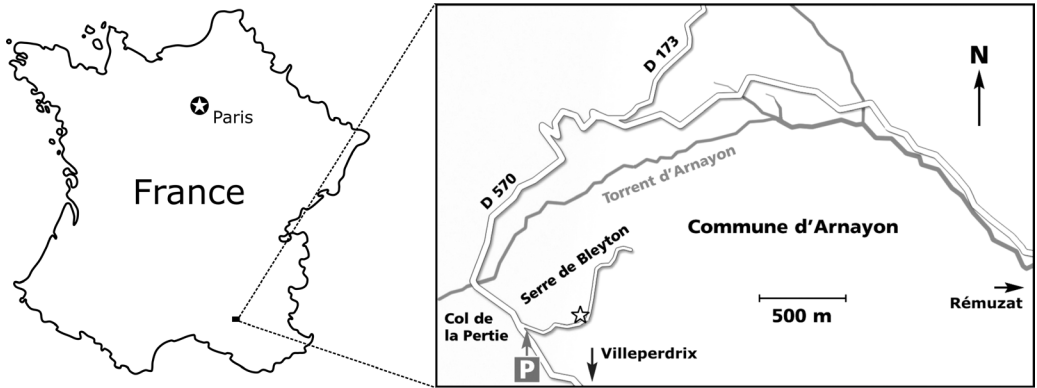 Paris
France
N
D 173
D 570
Torrent d'Arnayon
Commune d'Arnayon
Serre de Bleyton
500 m
Rémuzat
Col de
la Pertie
P
Villeperdrix